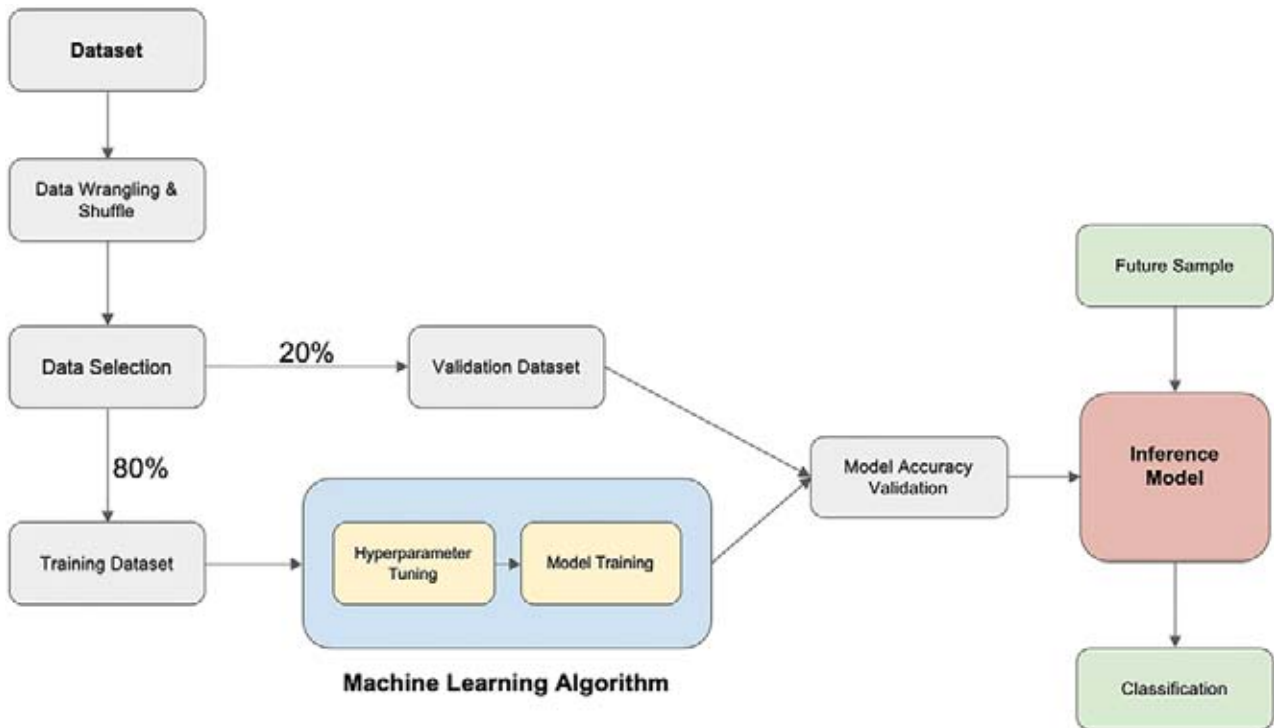 Dataset
Data Wrangling &
Shuffle
Data Selection
20%
Validation Dataset
80%
Training Dataset
Hyperparameter
Tuning
Model Training
Machine Learning Algorithm
Model Accuracy
Validation
Future Sample
Inference
Model
Classification